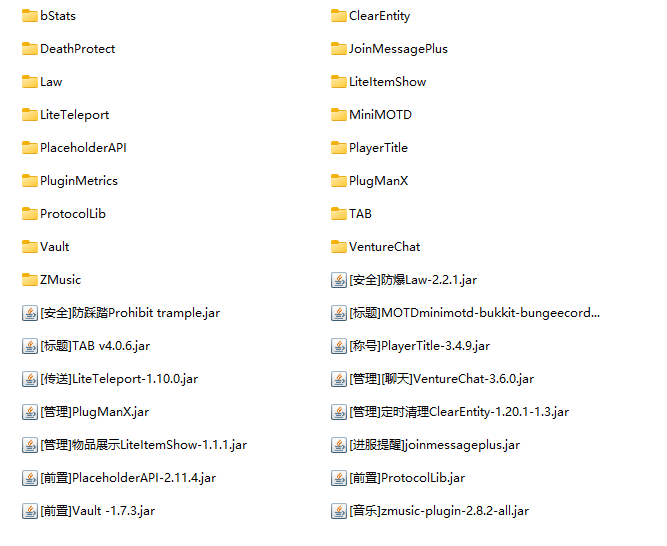 bStats
ClearEntity
DeathProtect
JoinMessagePlus
Law
LiteItemShow
LiteTeleport
MiniMOTD
PlaceholderAPI
PlayerTitle
PluginMetrics
PlugManX
ProtocolLib
TAB
Vault
VentureChat
ZMusic
[安全]防爆Law-2.2.1.jar
[安全]防踩踏Prohibit trample.jar
[标题]MOTDminimotd-bukkit-bungeecord...
[标题]TAB v4.0.6.jar
[称号]PlayerTitle-3.4.9.jar
[传送]LiteTeleport-1.10.0.jar
[管理][聊天]VentureChat-3.6.0.jar
[管理]PlugManX.jar
[管理]定时清理ClearEntity-1.20.1-1.3.jar
[管理]物品展示LiteItemShow-1.1.1.jar
[进服提醒]joinmessageplus.jar
[前置]PlaceholderAPI-2.11.4.jar
[前置]ProtocolLib.jar
[前置]Vault -1.7.3.jar
[音乐]zmusic-plugin-2.8.2-all.jar